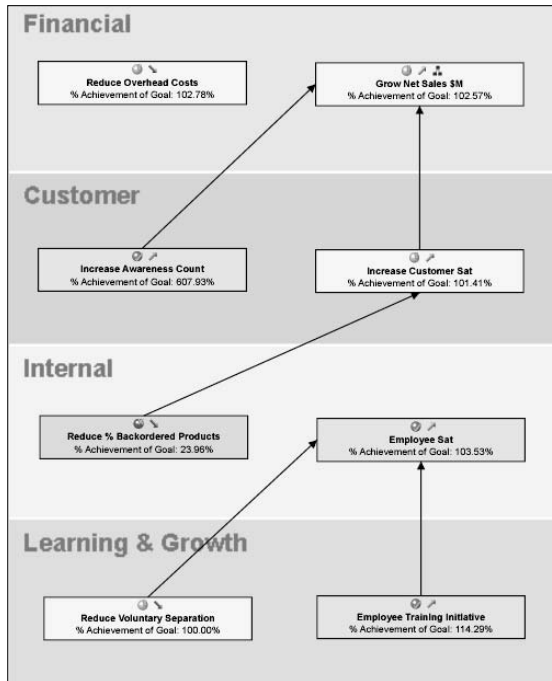 Financial
Reduce Overhead Costs
% Achievement of Goal: 102.78%
Grow Net Sales $M
% Achievement of Goal: 102.57%
Customer
Increase Awareness Count
% Achievement of Goal: 607.93%
Increase Customer Sat
% Achievement of Goal: 101.41%
Internal
Reduce % Backordered Products
% Achievement of Goal: 23.96%
Employee Sat
% Achievement of Goal: 103.53%
Learning & Growth
Reduce Voluntary Separation
% Achievement of Goal: 100.00%
Employee Training Initiative
% Achievement of Goal: 114.29%